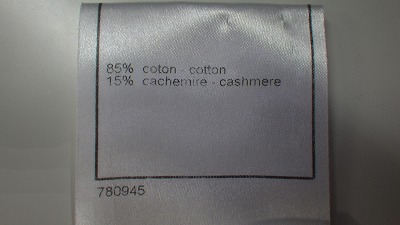 85% coton - cotton
15% cachemire - cashmere
780945